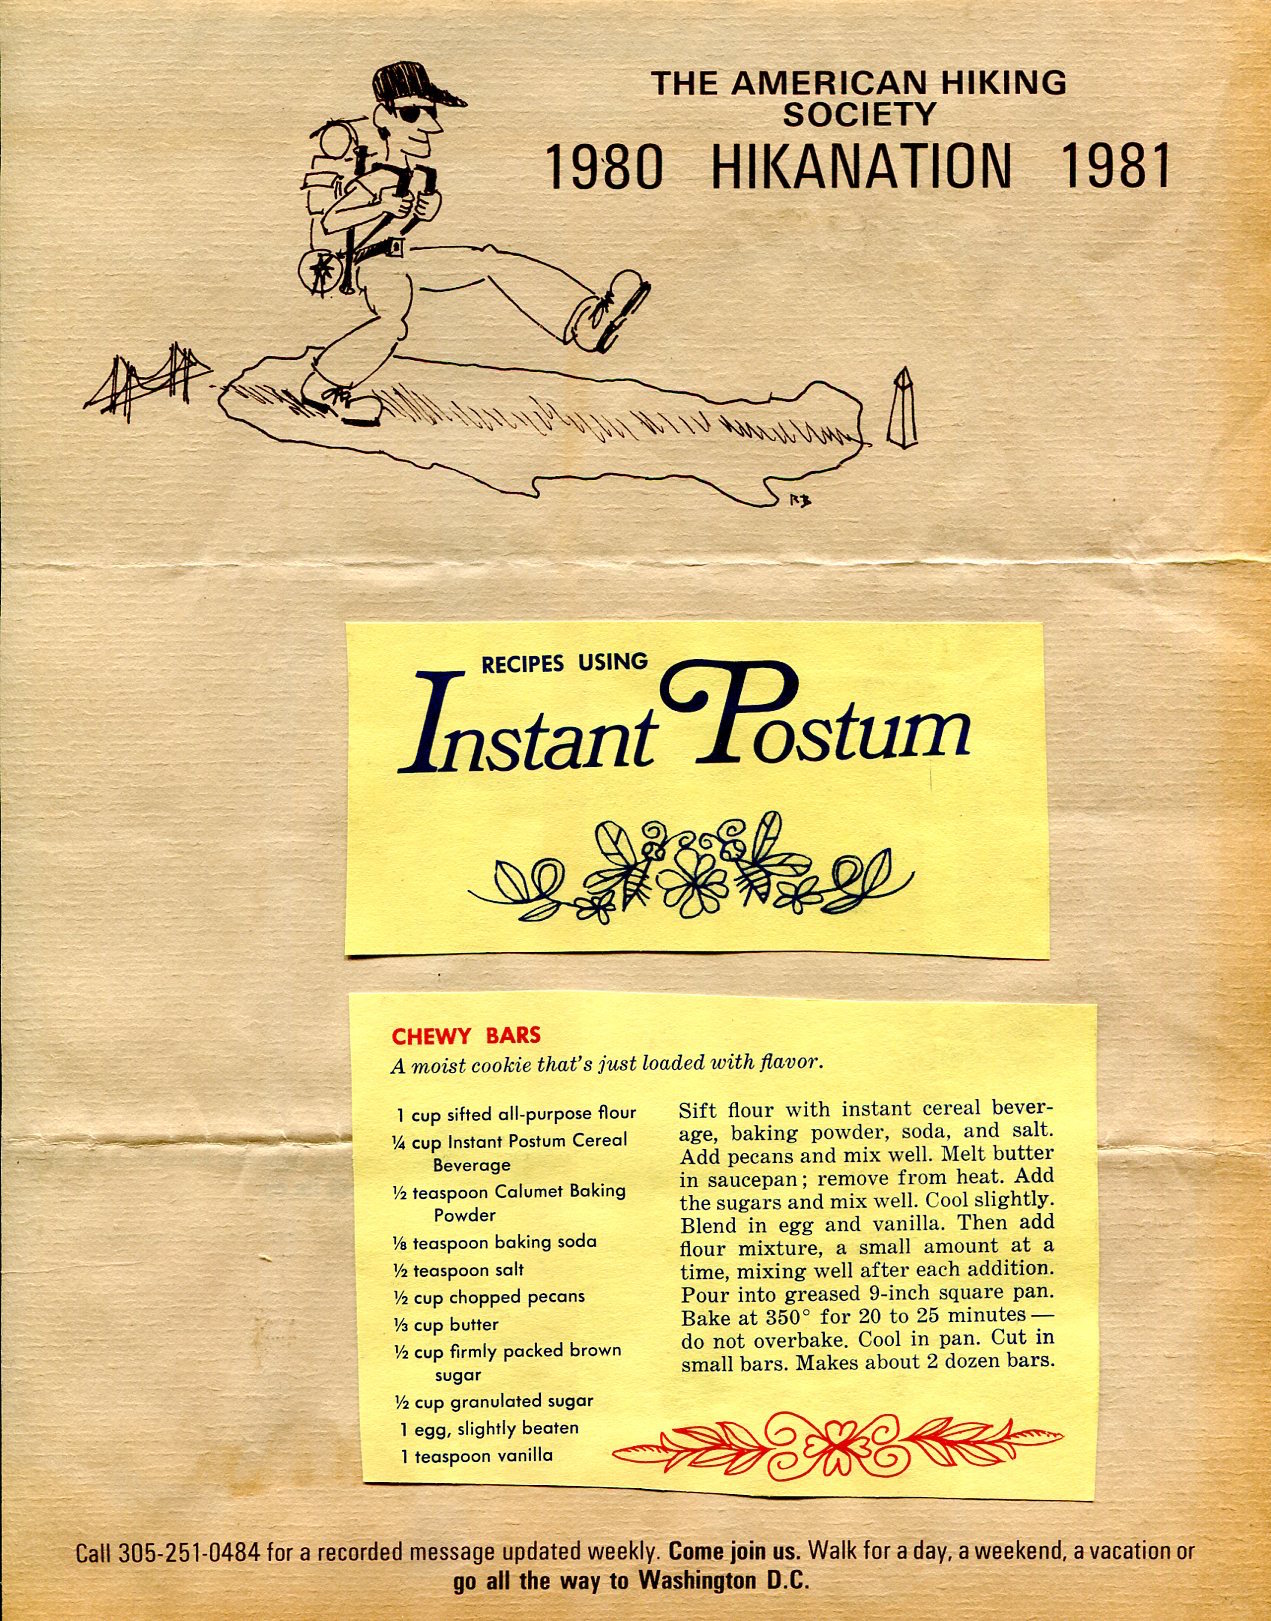 THE AMERICAN HIKING
SOCIETY
1980 HIKANATION 1981
RB
RECIPES USING
Instant Postum
CHEWY BARS
A moist cookie that's just loaded with flavor.
1 cup sifted all-purpose flour
¼ cup Instant Postum Cereal
Beverage
½ teaspoon Calumet Baking
Powder
⅛ teaspoon baking soda
½ teaspoon salt
½ cup chopped pecans
⅓ cup butter
½ cup firmly packed brown
sugar
½ cup granulated sugar
1 egg, slightly beaten
1 teaspoon vanilla
Sift flour with instant cereal bever-
age, baking powder, soda, and salt.
Add pecans and mix well. Melt butter
in saucepan; remove from heat. Add
the sugars and mix well. Cool slightly.
Blend in egg and vanilla. Then add
flour mixture, a small amount at a
time, mixing well after each addition.
Pour into greased 9-inch square pan.
Bake at 350° for 20 to 25 minutes—
do not overbake. Cool in pan. Cut in
small bars. Makes about 2 dozen bars.
Call 305-251-0484 for a recorded message updated weekly. Come join us. Walk for a day, a weekend, a vacation or
go all the way to Washington D.C.